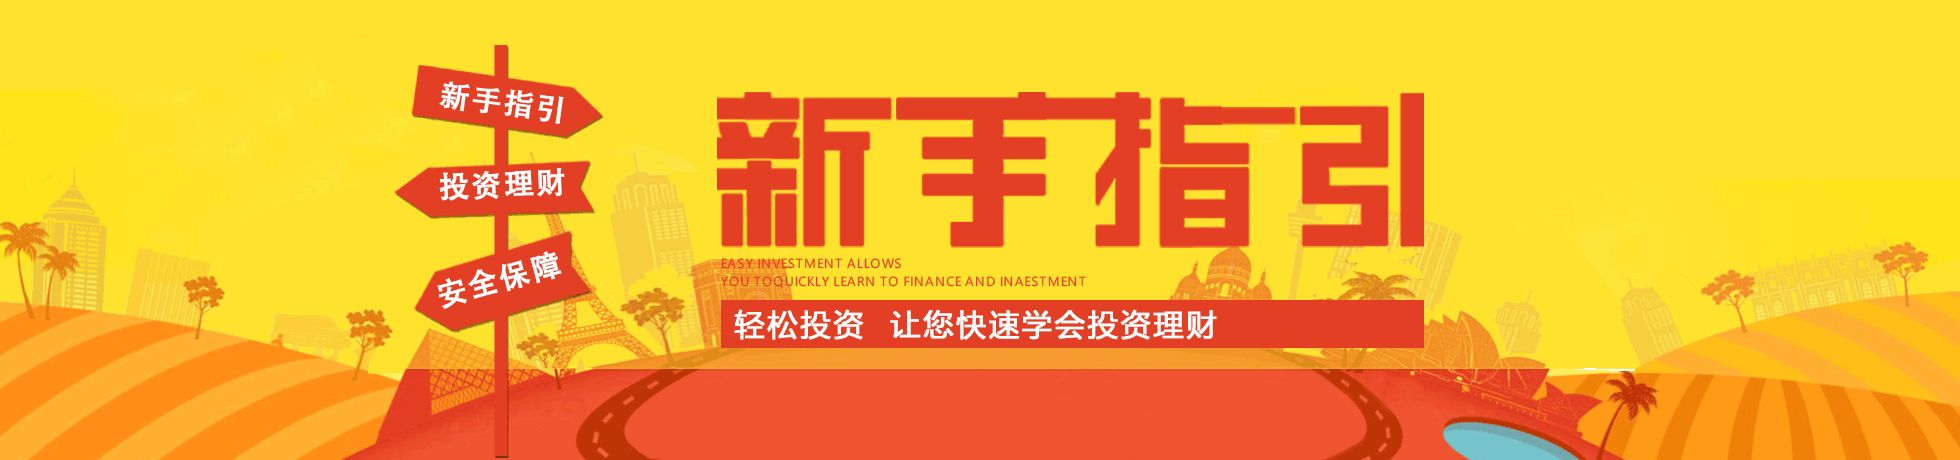 新手指引
投资理财
安全保障
新手指引
EASY INVESTMENT ALLOWS
YOU TOQUICKLY LEARN TO FINANCE AND INAESTMENT
轻松投资 让您快速学会投资理财